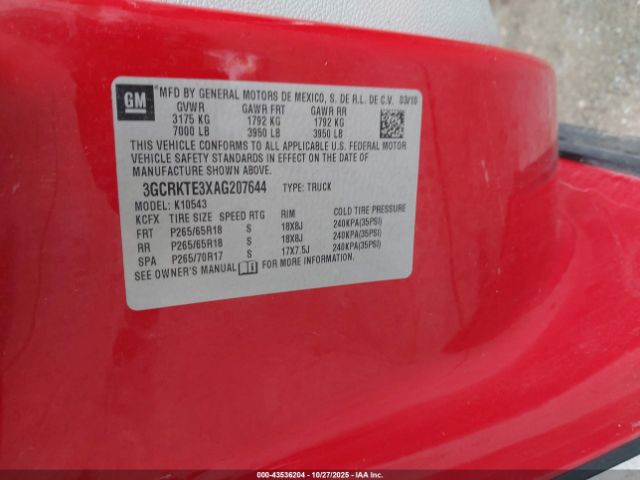 GM
MFD BY GENERAL MOTORS DE MEXICO, S. DE R.L. DE C.V. 03/10
GVWR GAWR FRT GAWR RR
3175 KG 1792 KG 1792 KG
7000 LB 3950 LB 3950 LB
THIS VEHICLE CONFORMS TO ALL APPLICABLE U.S. FEDERAL MOTOR
VEHICLE SAFETY STANDARDS IN EFFECT ON THE DATE OF
MANUFACTURE SHOWN ABOVE.
3GCRKTE3XAG207644 TYPE: TRUCK
MODEL: K10543
KCFX TIRE SIZE SPEED RTG RIM COLD TIRE PRESSURE
FRT P265/65R18 S 18X8J 240KPA(35PSI)
RR P265/65R18 S 18X8J 240KPA(35PSI)
SPA P265/70R17 S 17X7.5J 240KPA(35PSI)
SEE OWNER'S MANUAL FOR MORE INFORMATION.
© - 43536204 - 10/27/2025 - IAAI.COM